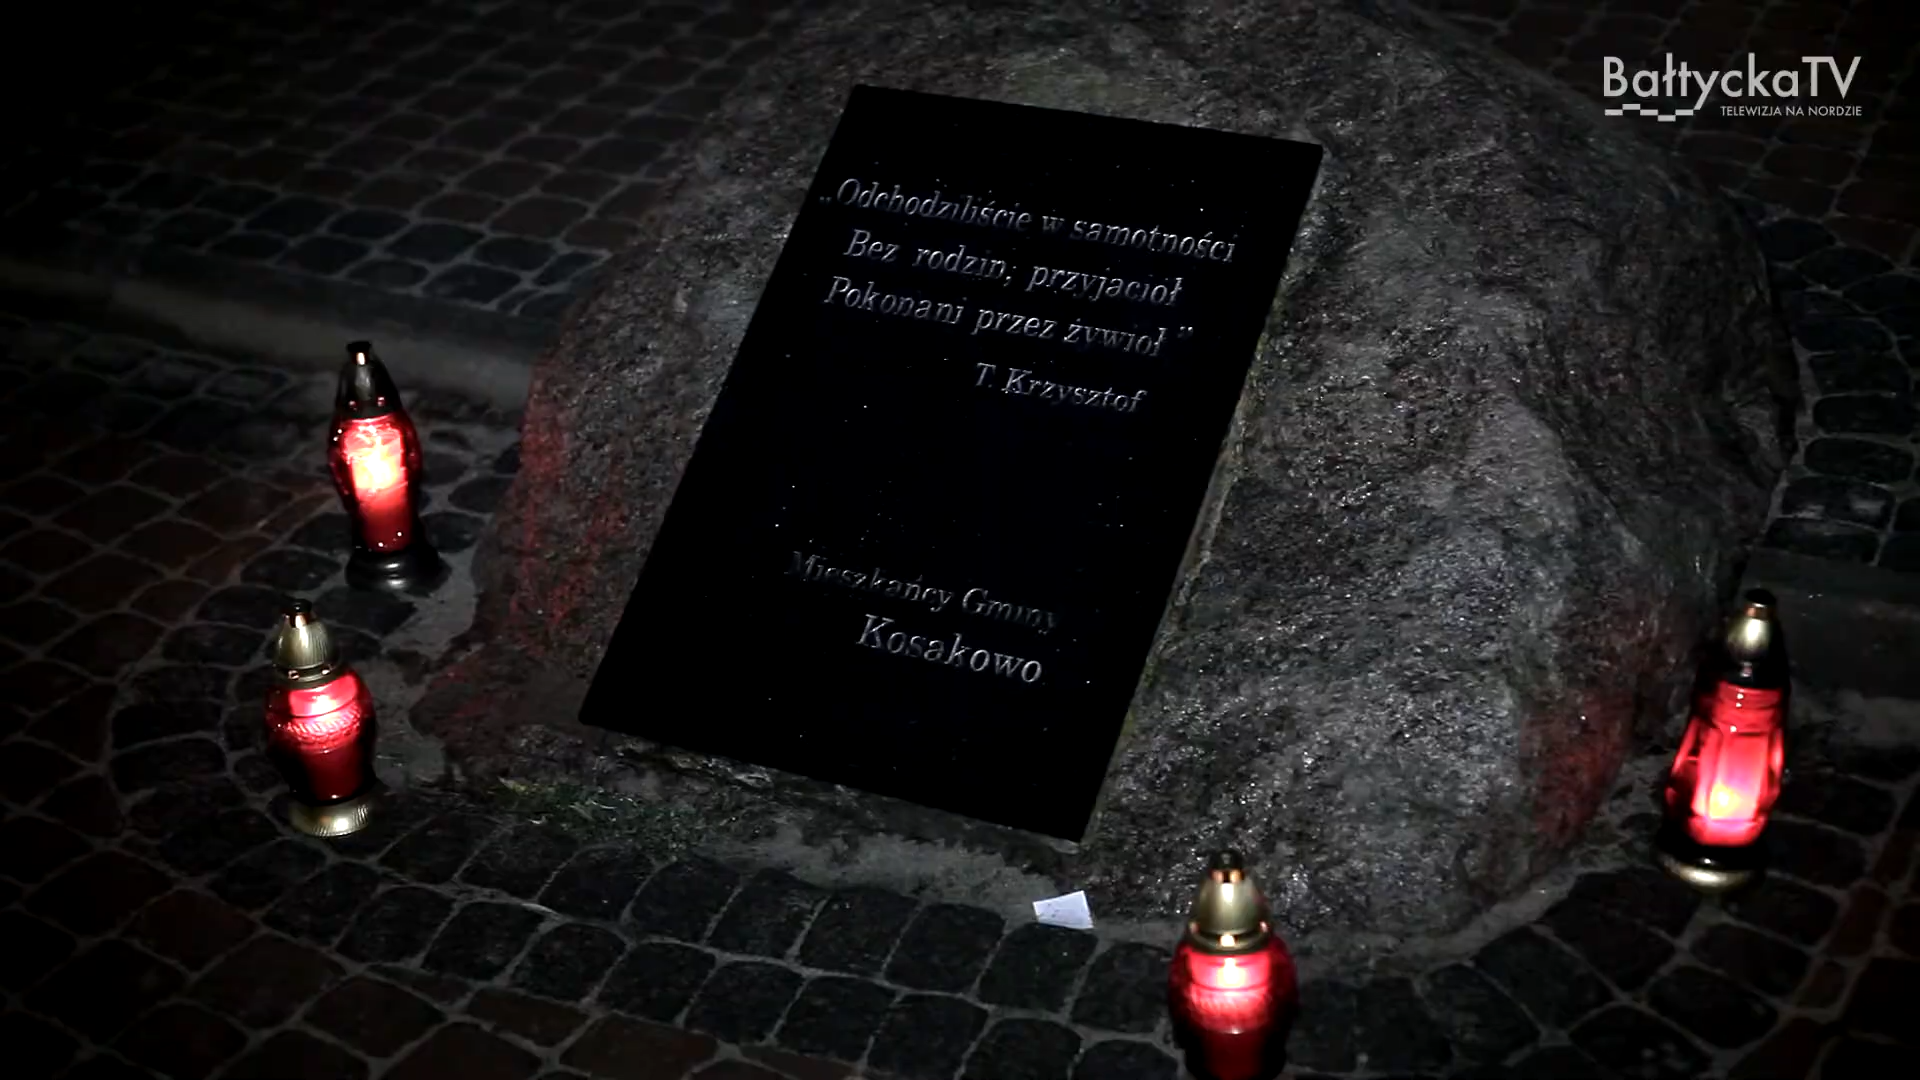 BałtyckaTV
TELEWIZJA NA NORDZIE
„Odchodziliście w samotności
Bez rodzin, przyjaciół
Pokonani przez żywioł”
T. Krzysztof
Mieszkańcy Gminy
Kosakowo